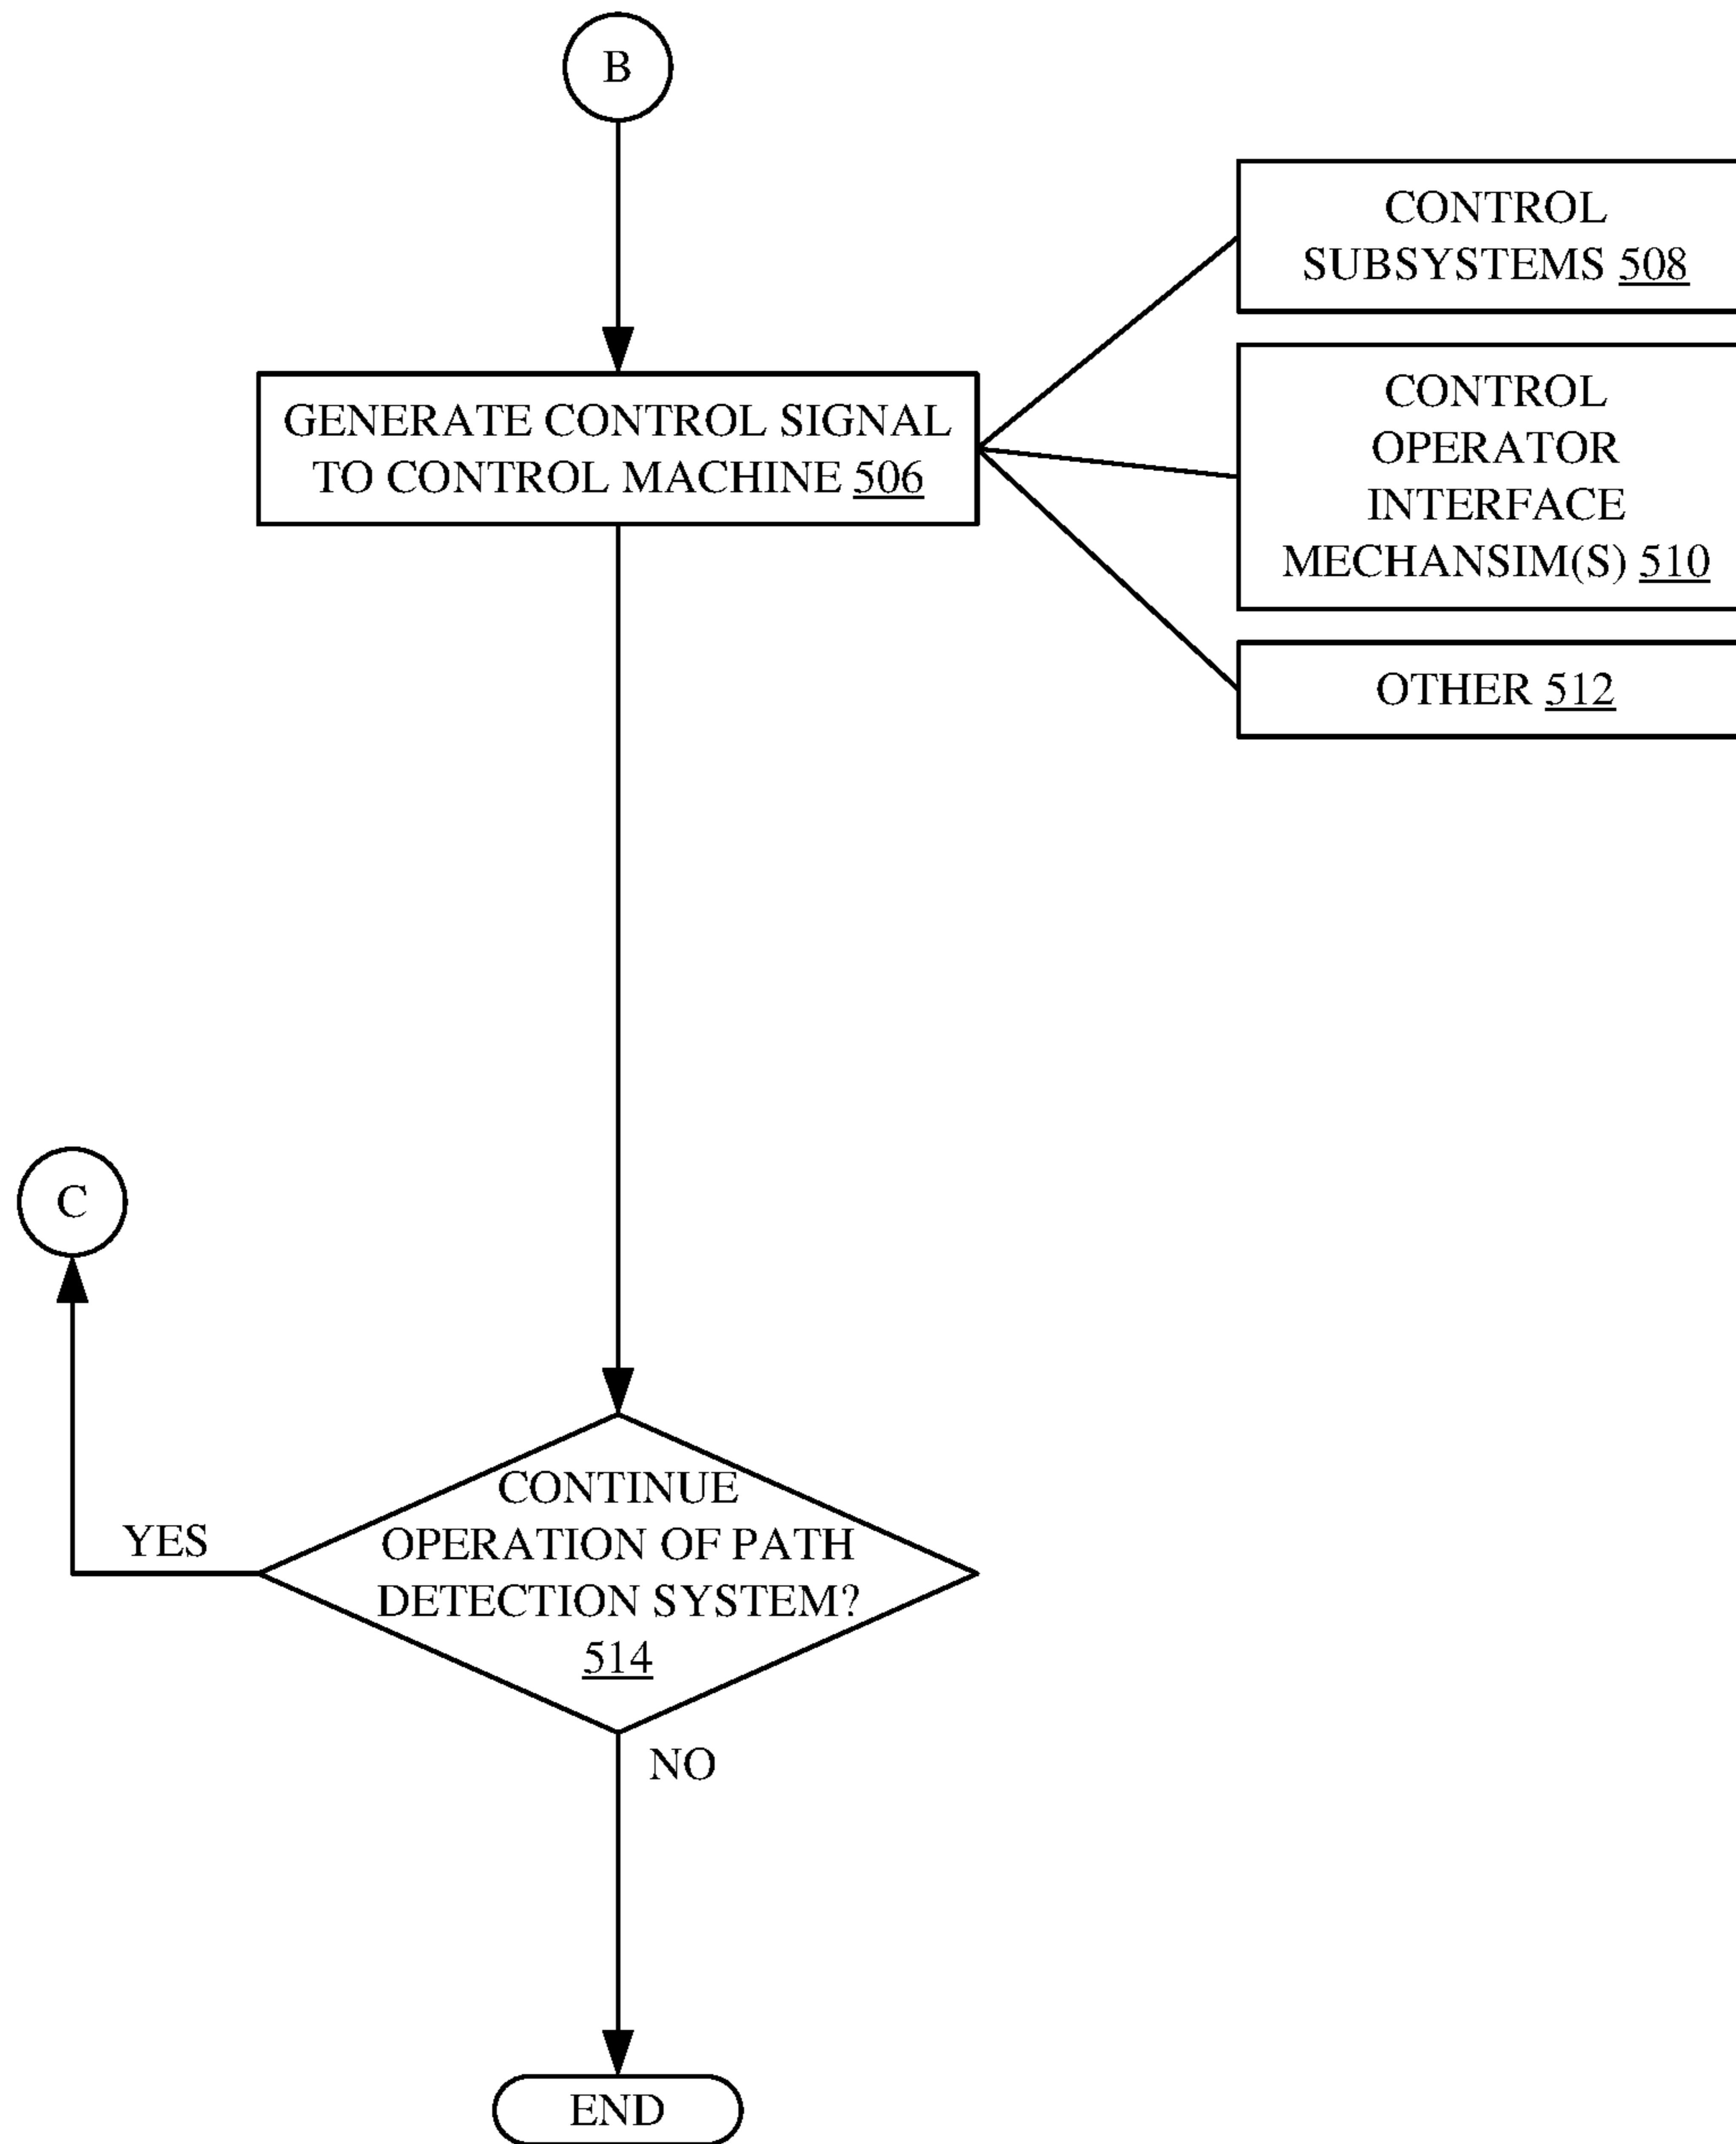 B
GENERATE CONTROL SIGNAL
TO CONTROL MACHINE 506
CONTROL
SUBSYSTEMS 508
CONTROL
OPERATOR
INTERFACE
MECHANSIM(S) 510
OTHER 512
C
YES
CONTINUE
OPERATION OF PATH
DETECTION SYSTEM?
514
NO
END